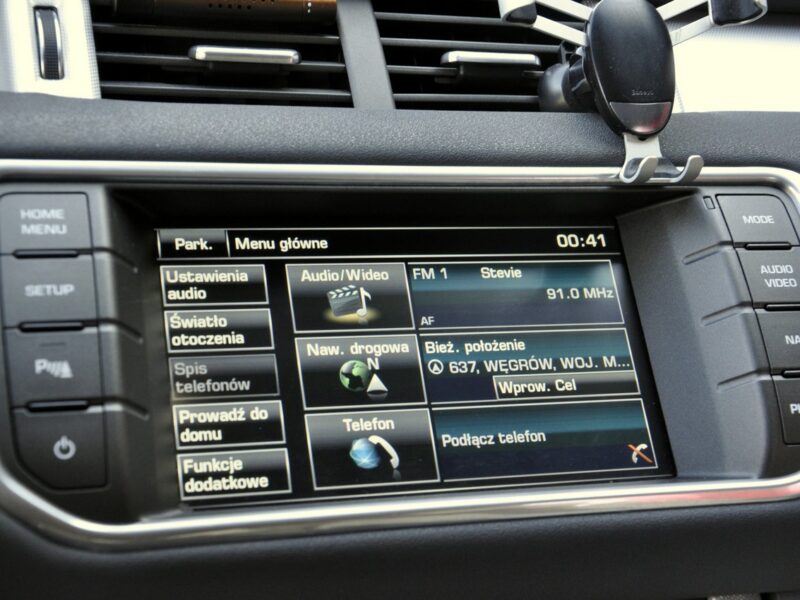 HOME
MENU
SETUP
MODE
AUDIO
VIDEO
NA
Park.
Menu główne
00:41
Ustawienia
audio
Światło
otoczenia
Spis
telefonów
Prowadź do
domu
Funkcje
dodatkowe
Audio/Wideo
FM 1 Stevie
91.0 MHz
AF
Naw. drogowa
N
Bież. położenie
637, WĘGRÓW, WOJ. M...
Wprow. Cel
Telefon
Podłącz telefon